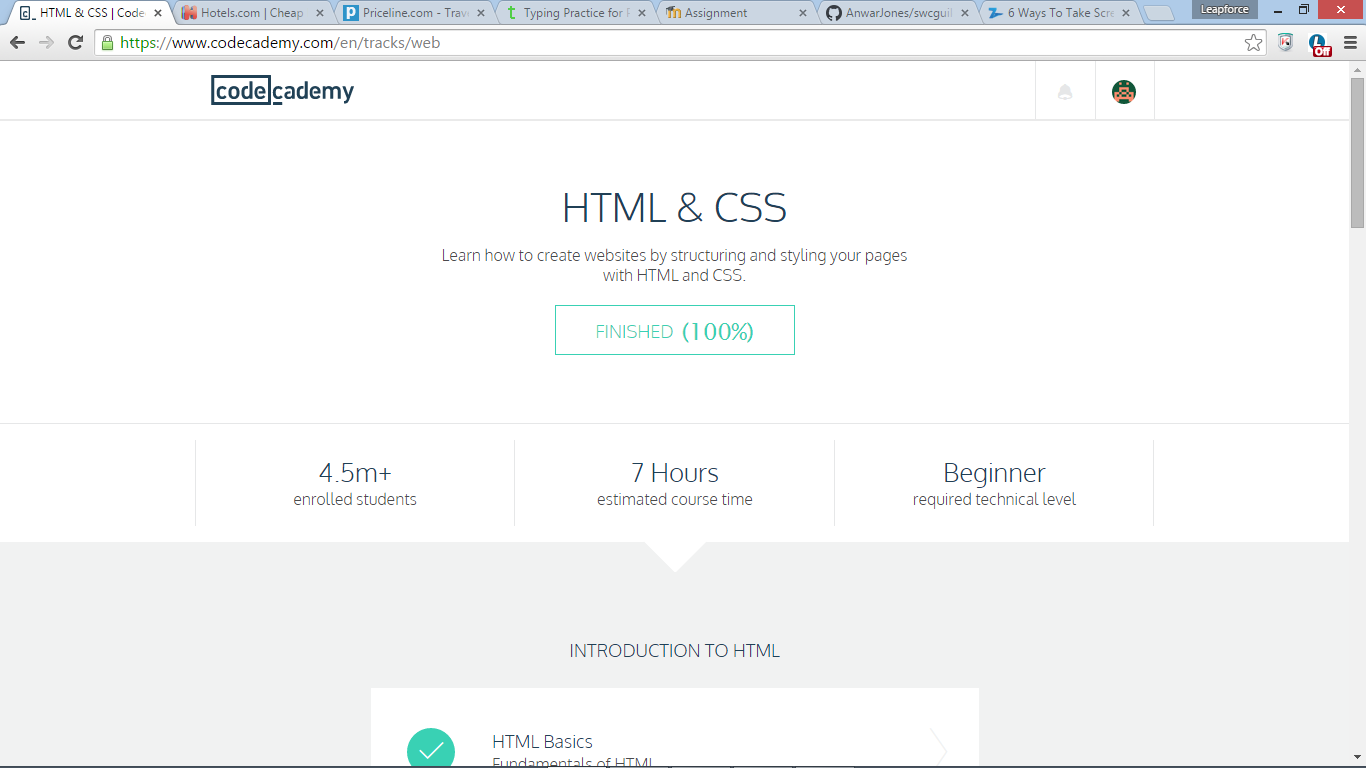 HTML & CSS | Code
Hotels.com | Cheap
Priceline.com - Trav
Typing Practice for
Assignment
AnwarJones/swcguil
6 Ways To Take Scre
Leapforce
https://www.codecademy.com/en/tracks/web
Off
codecademy
HTML & CSS
Learn how to create websites by structuring and styling your pages
with HTML and CSS.
FINISHED (100%)
4.5m+
enrolled students
7 Hours
estimated course time
Beginner
required technical level
INTRODUCTION TO HTML
HTML Basics
Fundamentals of HTML